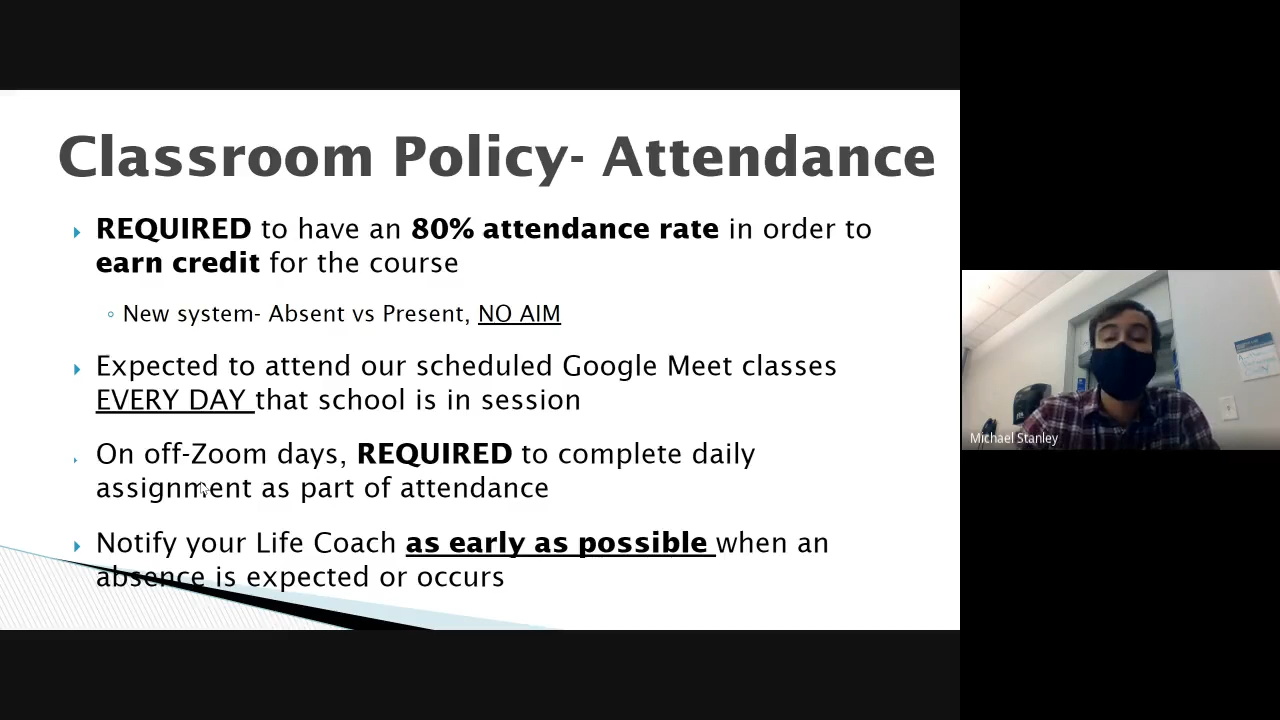 Classroom Policy- Attendance
REQUIRED to have an 80% attendance rate in order to
earn credit for the course
New system- Absent vs Present, NO AIM
Expected to attend our scheduled Google Meet classes
EVERY DAY that school is in session
On off-Zoom days, REQUIRED to complete daily
assignment as part of attendance
Notify your Life Coach as early as possible when an
absence is expected or occurs
Michael Stanley